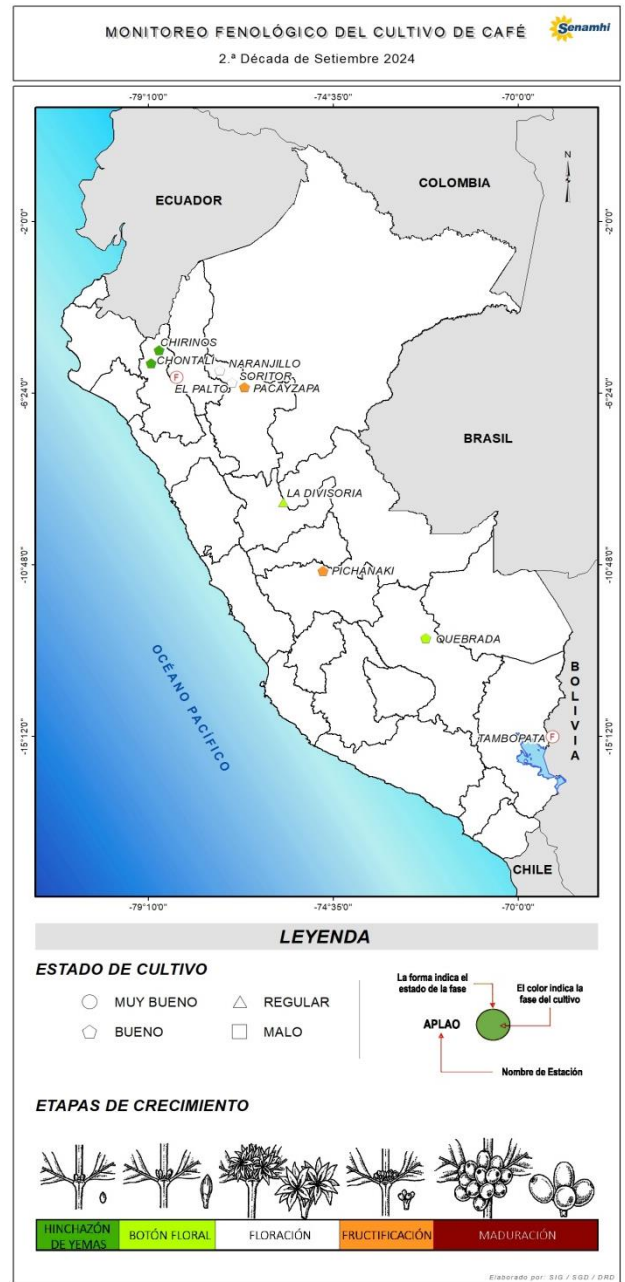 MONITOREO FENOLÓGICO DEL CULTIVO DE CAFÉ
Senamhi
2.ª Década de Setiembre 2024
-79°10'0" -74°35'0" -70°0'0"
N
COLOMBIA
ECUADOR
-2°0'0" -2°0'0"
CHIRINOS
CHONTALI
NARANJILLO
F
SORITOR
EL PALTO
PACAYZAPA
-6°24'0" -6°24'0"
BRASIL
LA DIVISORIA
-10°48'0" -10°48'0"
PICHANAKI
QUEBRADA
OCÉANO PACÍFICO
BOLIVIA
TAMBOPATA F
-15°12'0" -15°12'0"
CHILE
-79°10'0" -74°35'0" -70°0'0"
LEYENDA
ESTADO DE CULTIVO
MUY BUENO
REGULAR
BUENO
MALO
La forma indica el
estado de la fase
El color indica la
fase del cultivo
APLAO
Nombre de Estación
ETAPAS DE CRECIMIENTO
HINCHAZÓN
DE YEMAS
BOTÓN FLORAL
FLORACIÓN
FRUCTIFICACIÓN
MADURACIÓN
Elaborado por: SIG / SGD / DRD